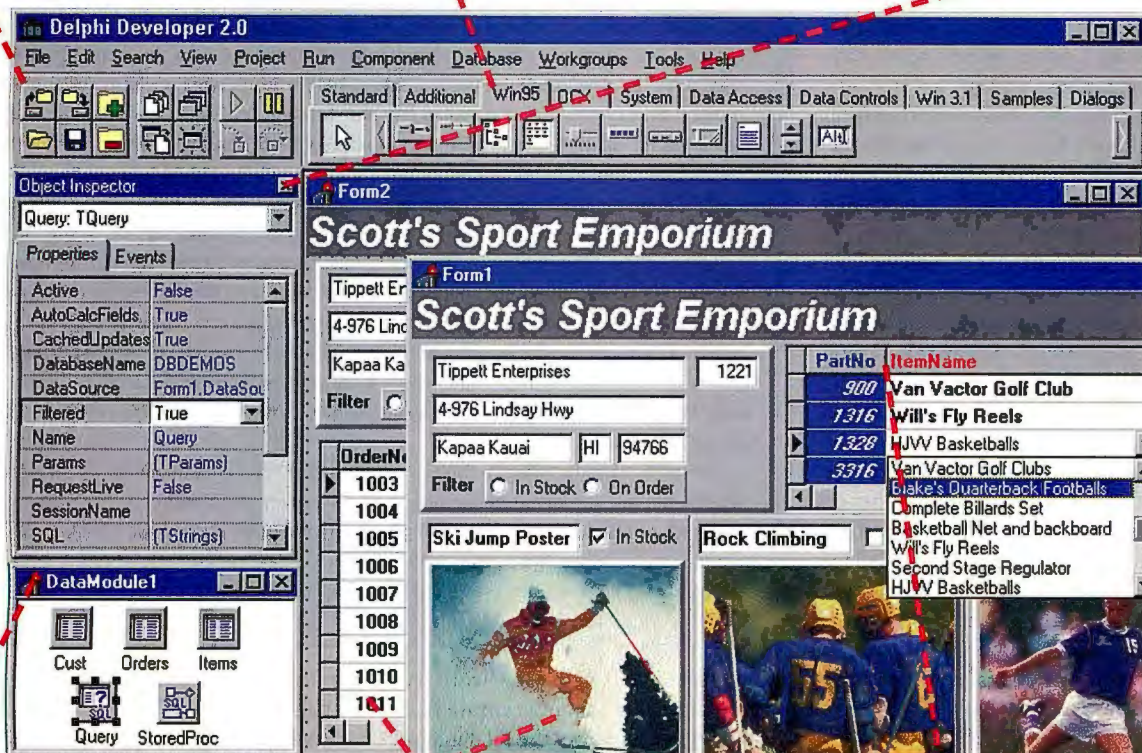 Delphi Developer 2.0
File Edit Search View Project Run Component Database Workgroups Tools Help
Standard Additional Win95 OCX System Data Access Data Controls Win 3.1 Samples Dialogs
Object Inspector
Query: TQuery
Properties Events
Active False
AutoCalcFields True
CachedUpdates True
DatabaseName DBDEMOS
DataSource Form1.DataSou
Filtered True
Name Query
Params (TParams)
RequestLive False
SessionName
SQL (TStrings)
DataModule1
Cust Orders Items
SQL
Query StoredProc
Form2
Scott's Sport Emporium
Tippett En
4-976 Lind
Kapaa Ka
Filter
OrderNo
1003
1004
1005
1006
1007
1008
1009
1010
1011
Form1
Scott's Sport Emporium
Tippett Enterprises 1221
4-976 Lindsay Hwy
Kapaa Kauai HI 94766
Filter In Stock On Order
PartNo ItemName
900 Van Vactor Golf Club
1316 Will's Fly Reels
1328 HJVV Basketballs
3316 Van Vactor Golf Clubs
Blake's Quarterback Footballs
Complete Billards Set
Basketball Net and backboard
Will's Fly Reels
Second Stage Regulator
HJVV Basketballs
Ski Jump Poster In Stock
Rock Climbing
55
15